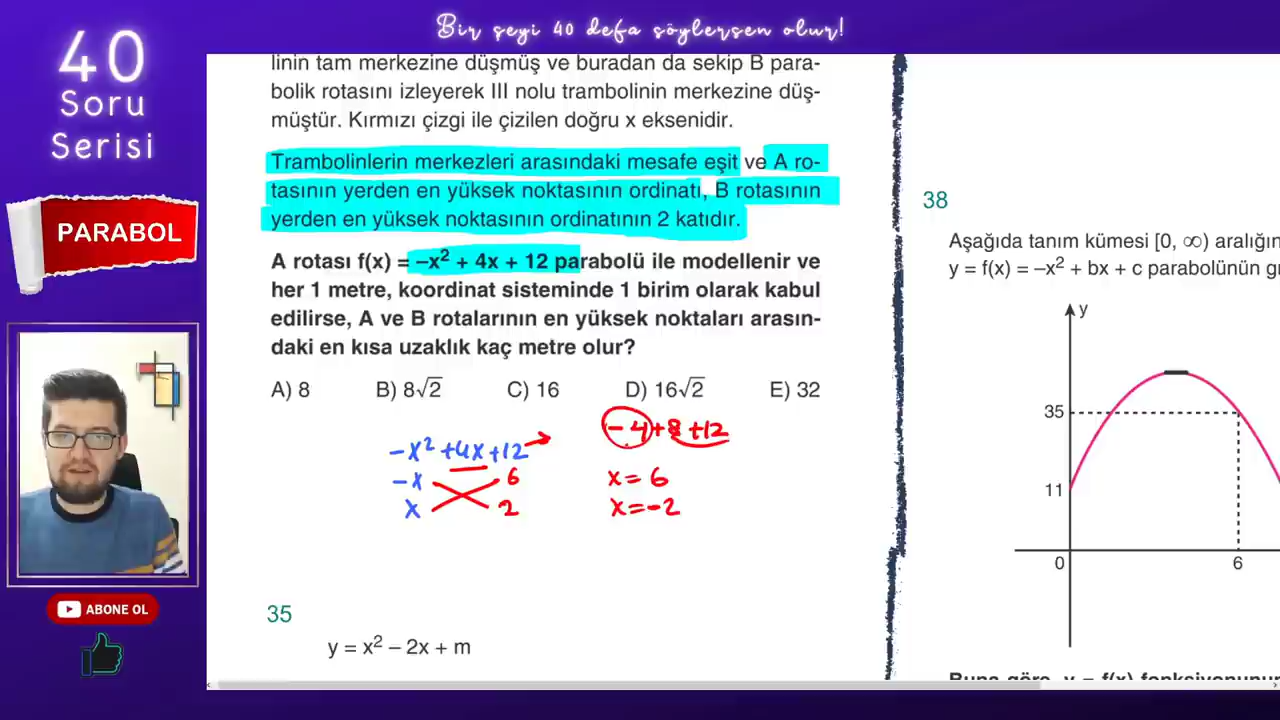 Bir şeyi 40 defa söylersen olur!
40
Soru
Serisi
PARABOL
ABONE OL
linin tam merkezine düşmüş ve buradan da sekip B para-
bolik rotasını izleyerek III nolu trambolinin merkezine düş-
müştür. Kırmızı çizgi ile çizilen doğru x eksenidir.
Trambolinlerin merkezleri arasındaki mesafe eşit ve A ro-
tasının yerden en yüksek noktasının ordinatı, B rotasının
yerden en yüksek noktasının ordinatının 2 katıdır.
A rotası f(x) = –x² + 4x + 12 parabolü ile modellenir ve
her 1 metre, koordinat sisteminde 1 birim olarak kabul
edilirse, A ve B rotalarının en yüksek noktaları arasın-
daki en kısa uzaklık kaç metre olur?
A) 8 B) 8√2 C) 16 D) 16√2 E) 32
-x² +4x +12 → -4 +8 +12
-x 6 x = 6
x 2 x = -2
35
y = x² – 2x + m
38
Aşağıda tanım kümesi [0, ∞) aralığın
y = f(x) = –x² + bx + c parabolünün g
y
35
11
0 6
Buna göre, y = f(x) fonksiyonunun